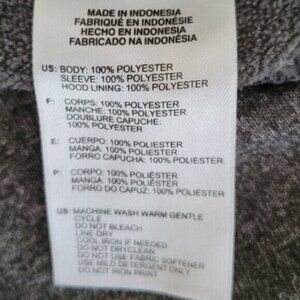 MADE IN INDONESIA
FABRIQUÉ EN INDONÉSIE
HECHO EN INDONESIA
FABRICADO NA INDONÉSIA
US: BODY: 100% POLYESTER
SLEEVE: 100% POLYESTER
HOOD LINING: 100% POLYESTER
F: CORPS: 100% POLYESTER
MANCHE: 100% POLYESTER
DOUBLURE CAPUCHE:
100% POLYESTER
E: CUERPO: 100% POLIESTER
MANGA: 100% POLIESTER
FORRO CAPUCHA: 100% POLIESTER
P: CORPO: 100% POLIÉSTER
MANGA: 100% POLIÉSTER
FORRO DO CAPUZ: 100% POLIÉSTER
US: MACHINE WASH WARM GENTLE
CYCLE
DO NOT BLEACH
LINE DRY
COOL IRON IF NEEDED
DO NOT DRYCLEAN
DO NOT USE FABRIC SOFTENER
USE MILD DETERGENT ONLY
DO NOT IRON PRINT